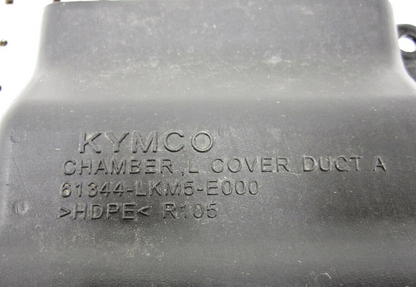 KYMCO
CHAMBER,L COVER DUCT A
61344-LKM5-E000
>HDPE< R105